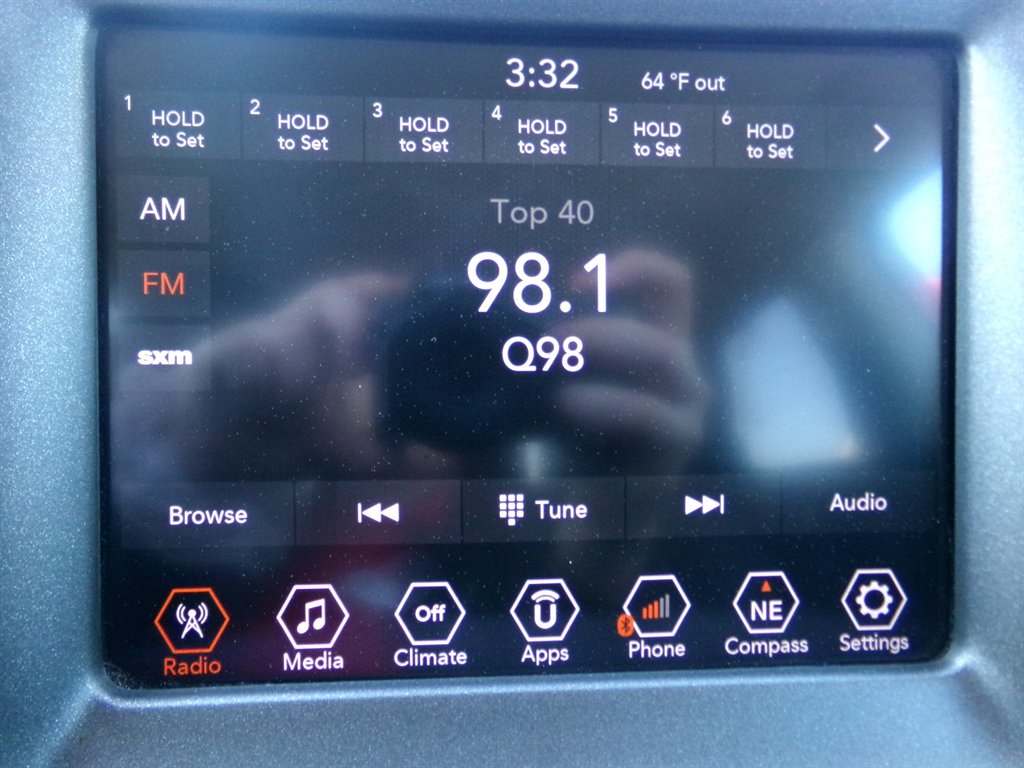 3:32 64 °F out
1 HOLD to Set
2 HOLD to Set
3 HOLD to Set
4 HOLD to Set
5 HOLD to Set
6 HOLD to Set
AM
Top 40
FM
98.1
sxm
Q98
Browse Tune Audio
Off NE
Radio Media Climate Apps Phone Compass Settings